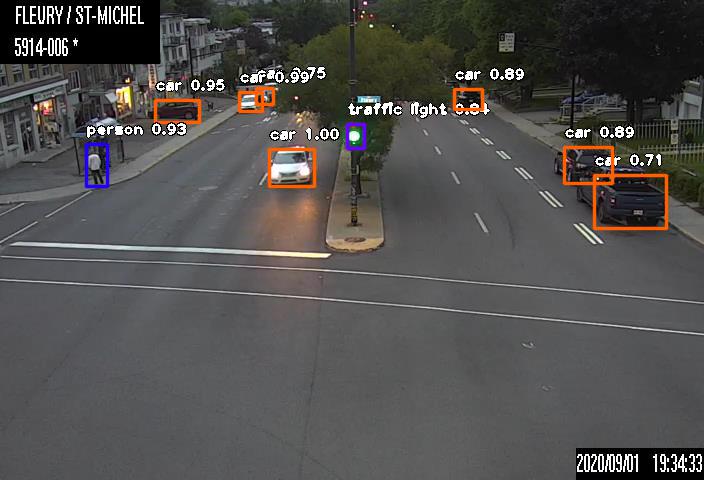 FLEURY / ST-MICHEL
5914-006 *
car 0.99
car 0.75
car 0.89
car 0.95
traffic light 0.84
person 0.93
car 1.00
car 0.89
car 0.71
2020/09/01 19:34:33